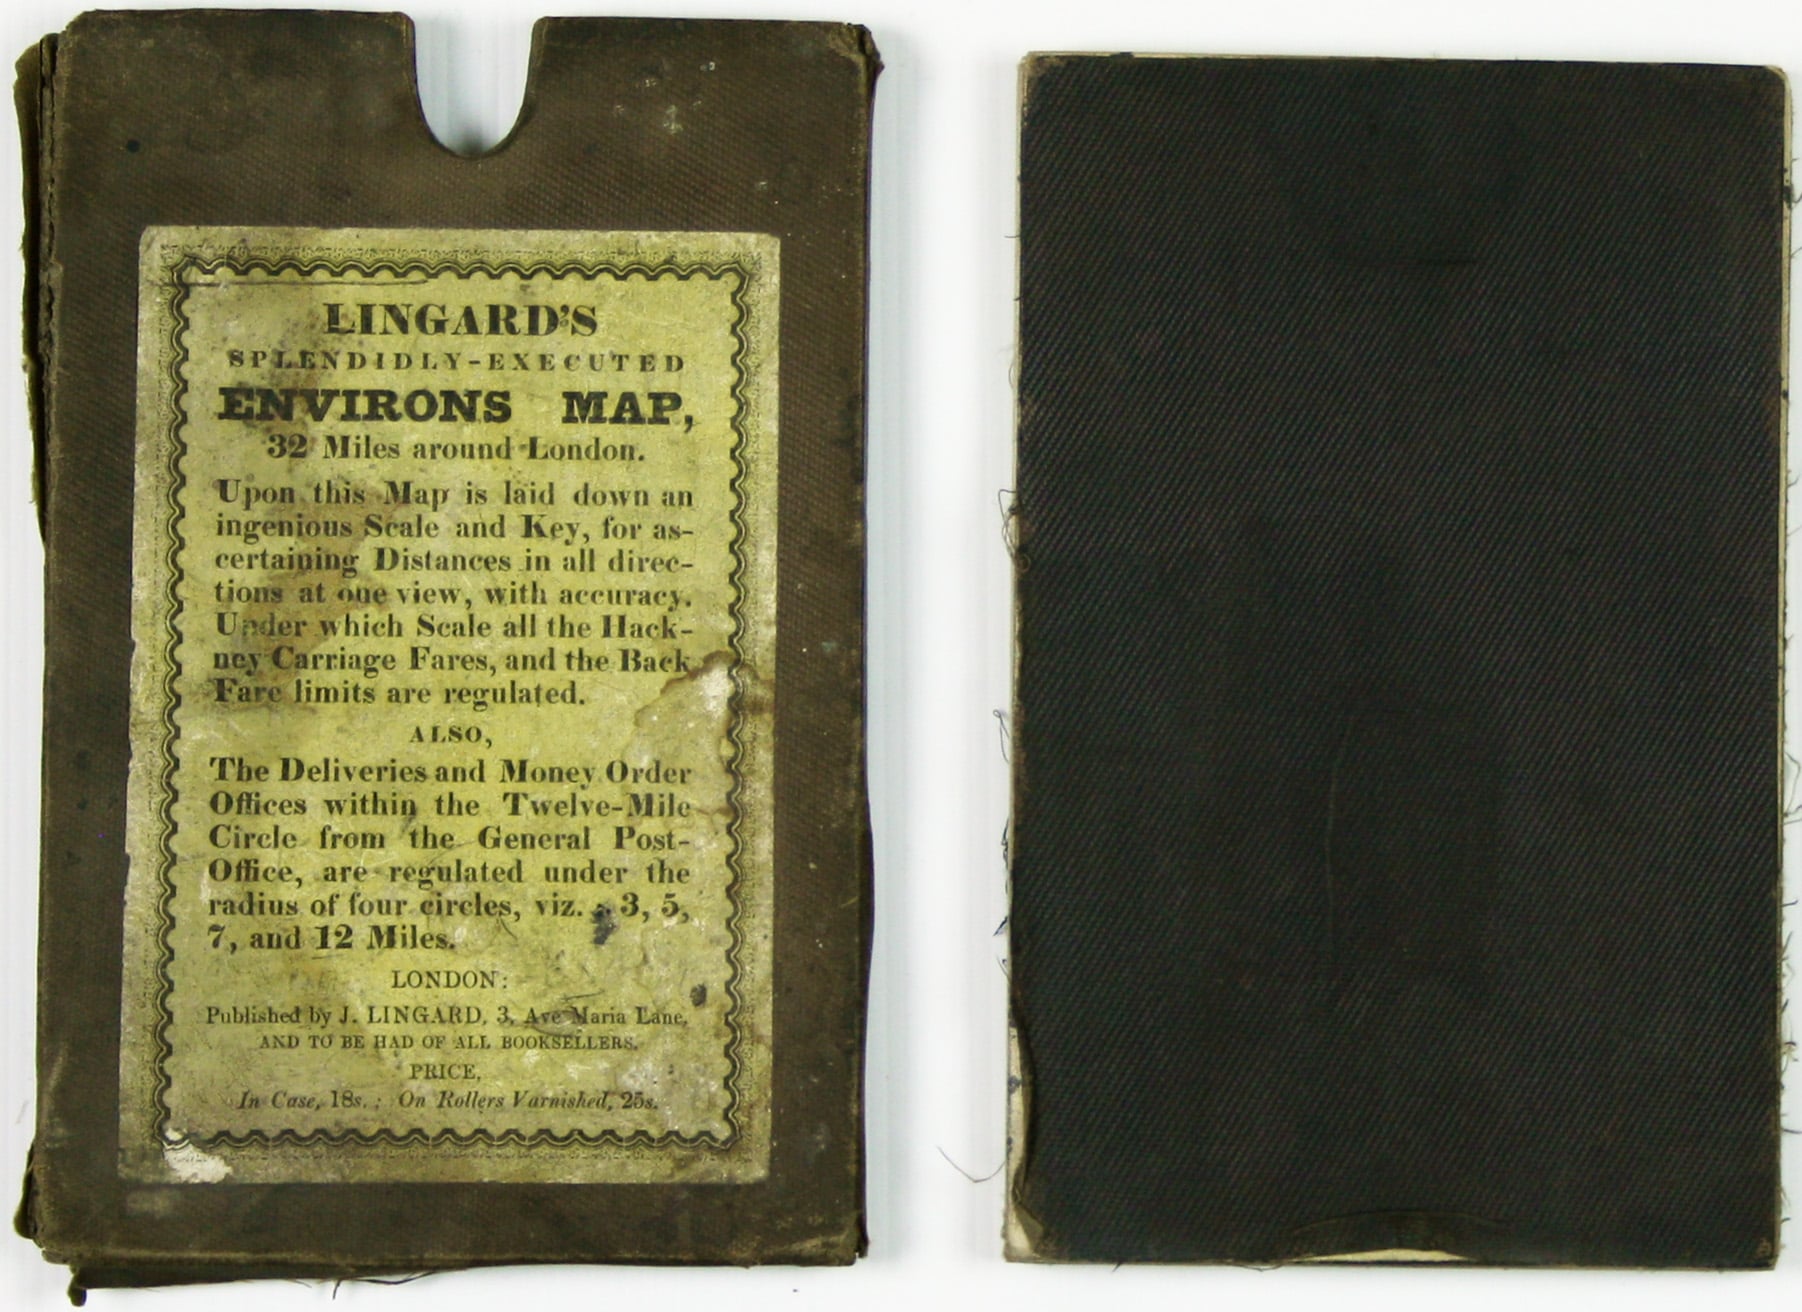 LINGARD'S
SPLENDIDLY-EXECUTED
ENVIRONS MAP,
32 Miles around London.
Upon this Map is laid down an
ingenious Scale and Key, for as-
certaining Distances in all direc-
tions at one view, with accuracy.
Under which Scale all the Hack-
ney Carriage Fares, and the Back
Fare limits are regulated.
ALSO,
The Deliveries and Money Order
Offices within the Twelve-Mile
Circle from the General Post-
Office, are regulated under the
radius of four circles, viz. : 3, 5,
7, and 12 Miles.
LONDON:
Published by J. LINGARD, 3, Ave Maria Lane,
AND TO BE HAD OF ALL BOOKSELLERS.
PRICE,
In Case, 18s. ; On Rollers Varnished, 25s.